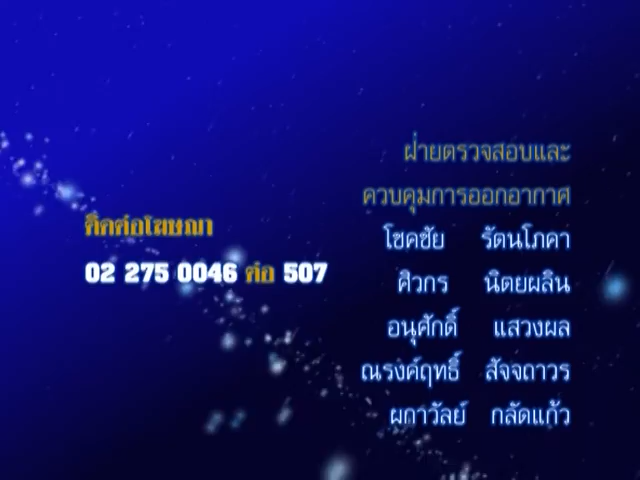 ติดต่อโฆษณา
02 275 0046 ต่อ 507
ฝ่ายตรวจสอบและ
ควบคุมการออกอากาศ
โชคชัย รัตนโภคา
ศิวกร นิตยผลิน
อนุศักดิ์ แสวงผล
ณรงค์ฤทธิ์ สัจจถาวร
ผกาวัลย์ กลัดแก้ว